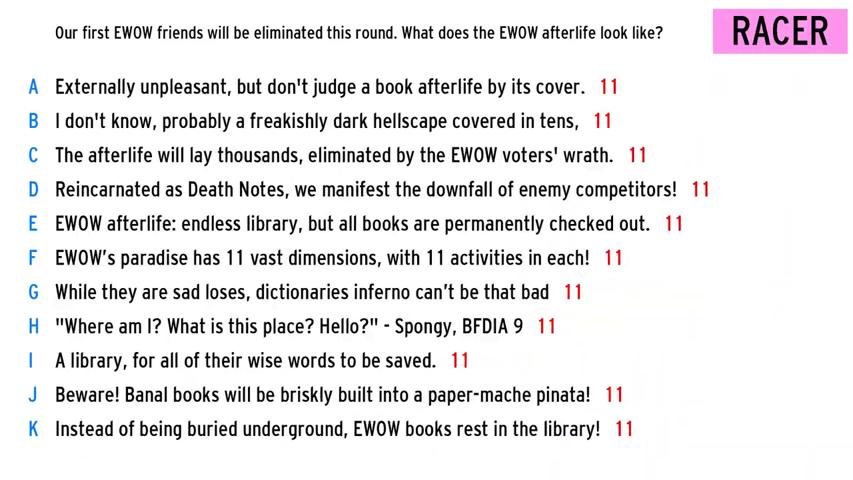 Our first EWOW friends will be eliminated this round. What does the EWOW afterlife look like?
RACER
A Externally unpleasant, but don't judge a book afterlife by its cover. 11
B I don't know, probably a freakishly dark hellscape covered in tens, 11
C The afterlife will lay thousands, eliminated by the EWOW voters' wrath. 11
D Reincarnated as Death Notes, we manifest the downfall of enemy competitors! 11
E EWOW afterlife: endless library, but all books are permanently checked out. 11
F EWOW’s paradise has 11 vast dimensions, with 11 activities in each! 11
G While they are sad loses, dictionaries inferno can’t be that bad 11
H "Where am I? What is this place? Hello?" - Spongy, BFDIA 9 11
I A library, for all of their wise words to be saved. 11
J Beware! Banal books will be briskly built into a paper-mache pinata! 11
K Instead of being buried underground, EWOW books rest in the library! 11